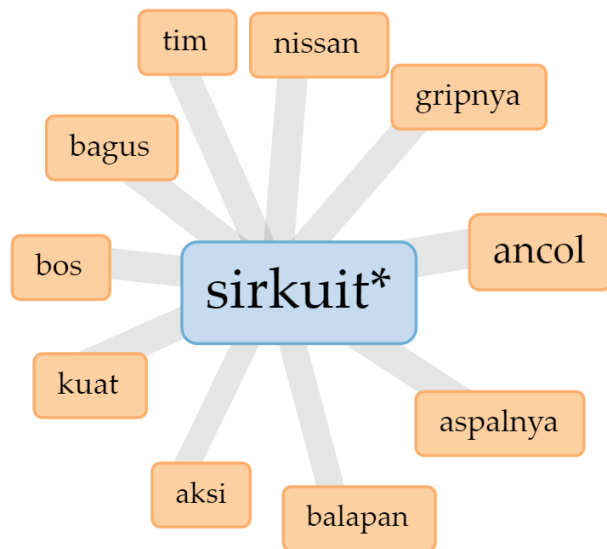 tim
nissan
gripnya
bagus
ancol
bos
sirkuit*
kuat
aspalnya
aksi
balapan